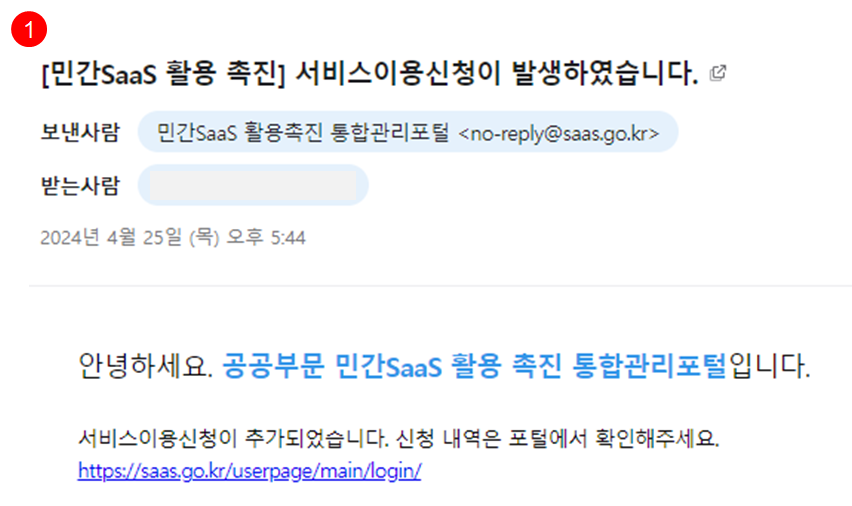 1
[민간SaaS 활용 촉진] 서비스이용신청이 발생하였습니다.
보낸사람 민간SaaS 활용촉진 통합관리포털 <no-reply@saas.go.kr>
받는사람
2024년 4월 25일 (목) 오후 5:44
안녕하세요. 공공부문 민간SaaS 활용 촉진 통합관리포털입니다.
서비스이용신청이 추가되었습니다. 신청 내역은 포털에서 확인해주세요.
https://saas.go.kr/userpage/main/login/